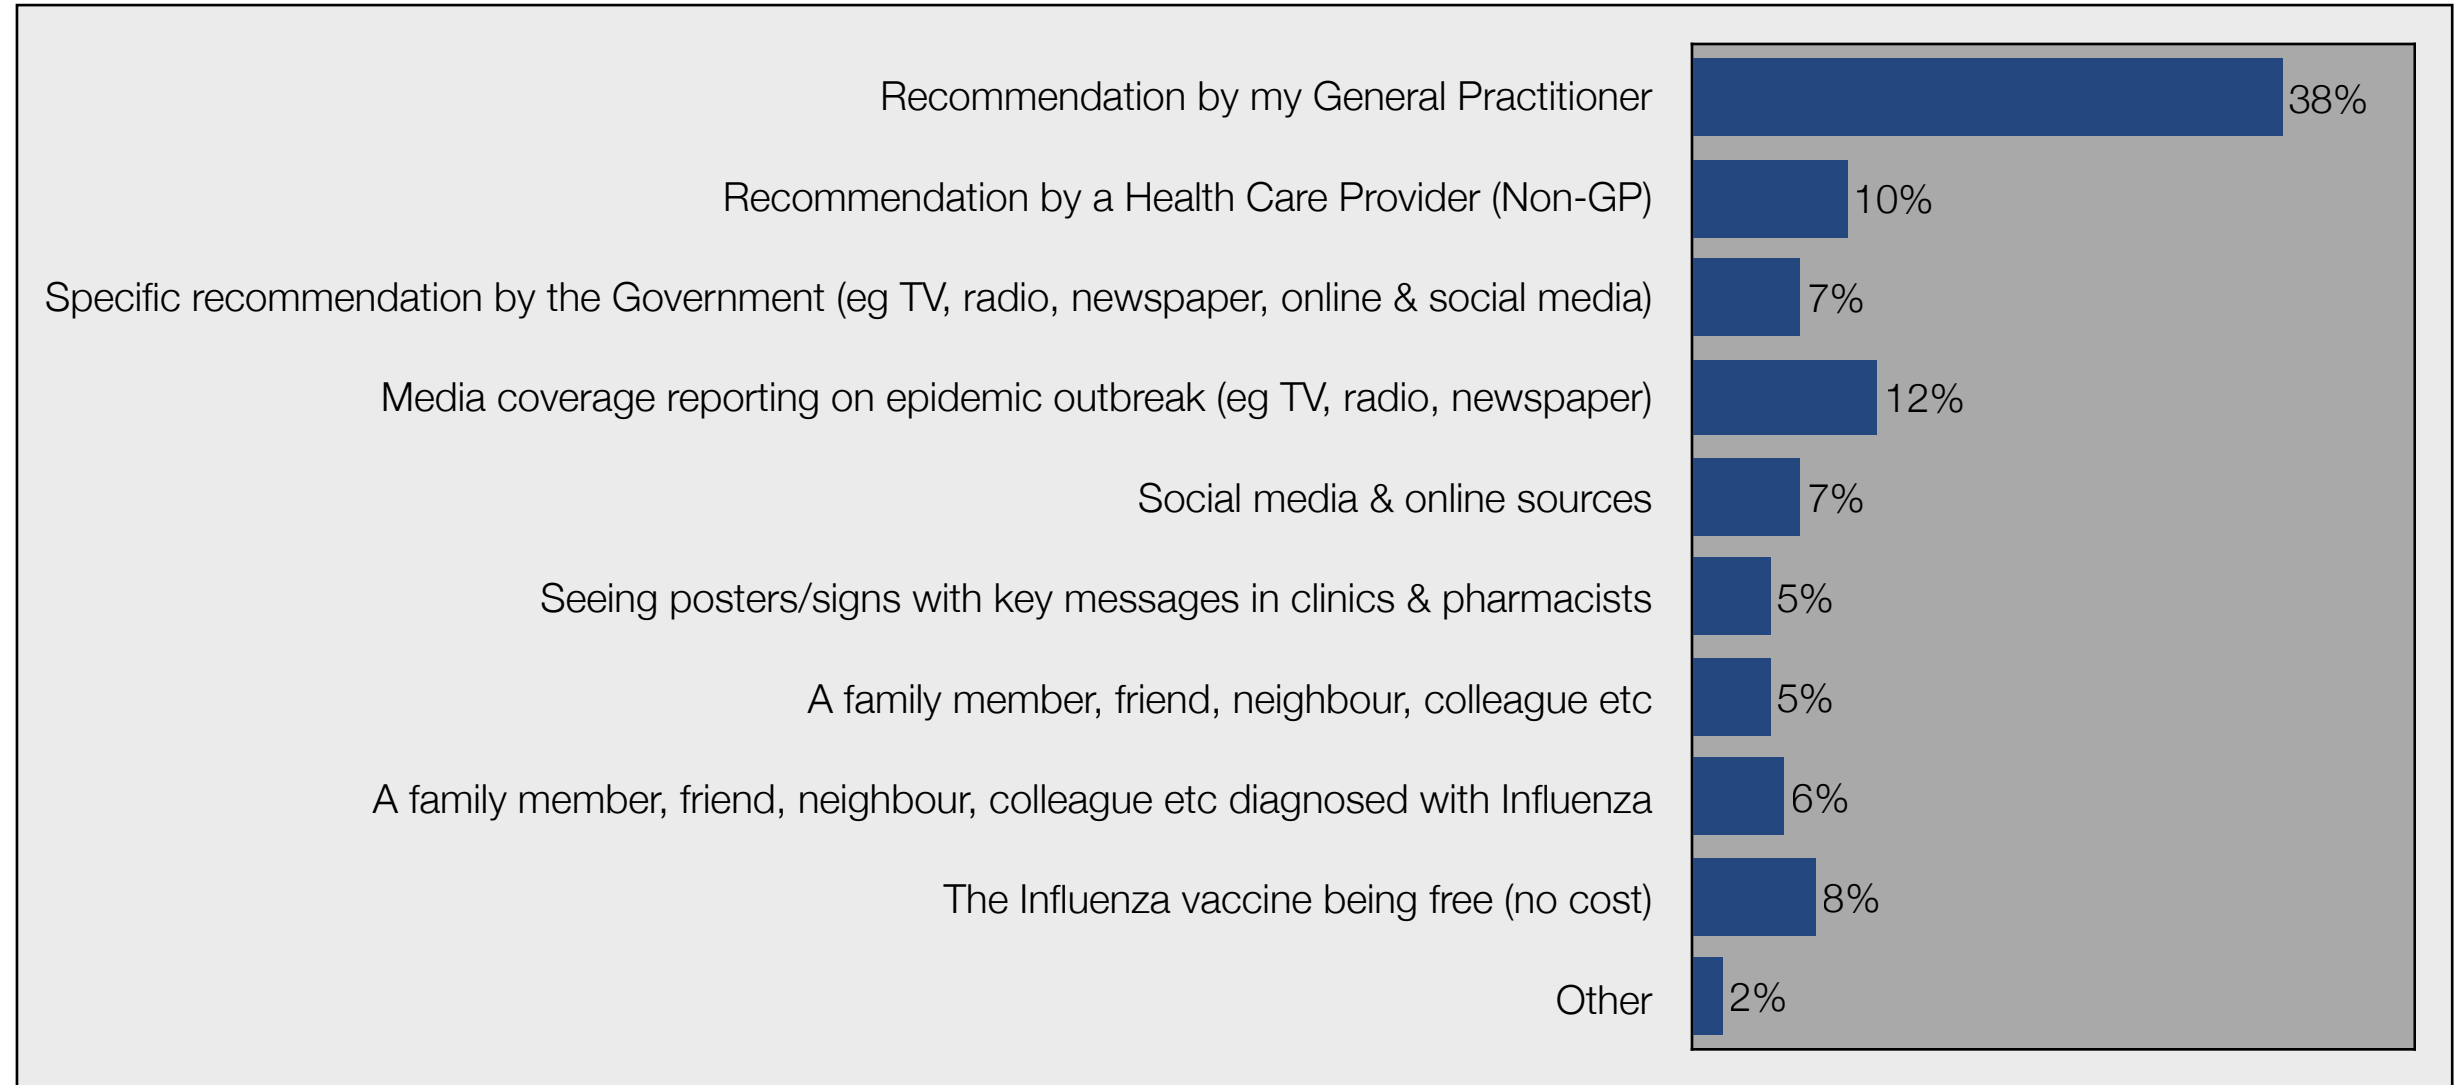 Recommendation by my General Practitioner 38%
Recommendation by a Health Care Provider (Non-GP) 10%
Specific recommendation by the Government (eg TV, radio, newspaper, online & social media) 7%
Media coverage reporting on epidemic outbreak (eg TV, radio, newspaper) 12%
Social media & online sources 7%
Seeing posters/signs with key messages in clinics & pharmacists 5%
A family member, friend, neighbour, colleague etc 5%
A family member, friend, neighbour, colleague etc diagnosed with Influenza 6%
The Influenza vaccine being free (no cost) 8%
Other 2%